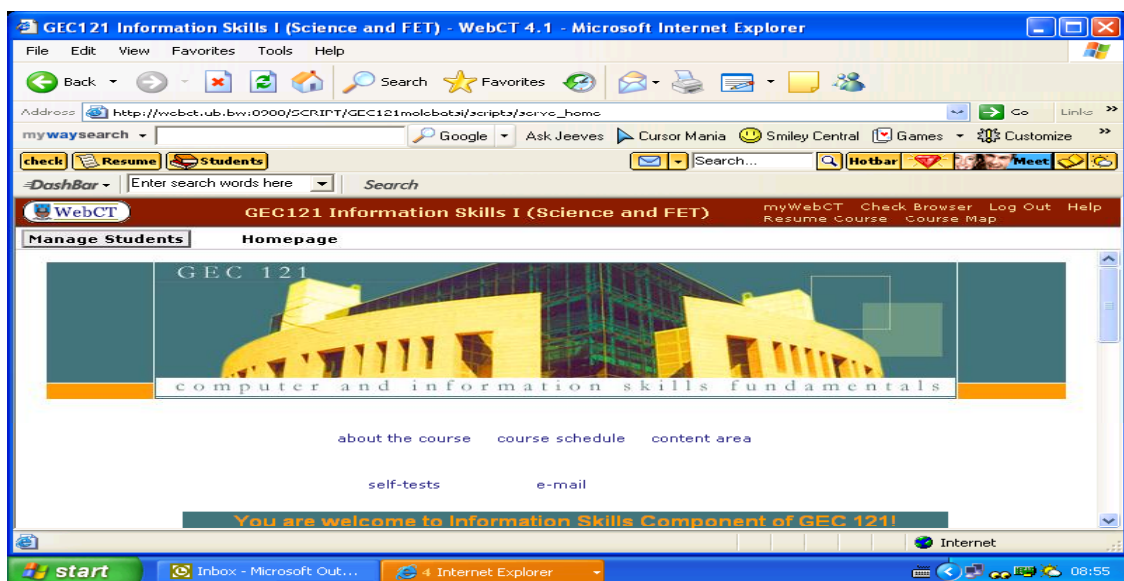 GEC121 Information Skills I (Science and FET) - WebCT 4.1 - Microsoft Internet Explorer
File Edit View Favorites Tools Help
Back Search Favorites
Address http://webct.ub.bw:8900/SCRIPT/GEC121molebatsi/scripts/serve_home Go Links »
mywaysearch Google Ask Jeeves Cursor Mania Smiley Central Games Customize »
check Resume Students Search... Hotbar Meet
DashBar Enter search words here Search
WebCT GEC121 Information Skills I (Science and FET) myWebCT Check Browser Log Out Help
Resume Course Course Map
Manage Students Homepage
GEC 121
computer and information skills fundamentals
about the course course schedule content area
self-tests e-mail
You are welcome to Information Skills Component of GEC 121!
Internet
start Inbox - Microsoft Out... 4 Internet Explorer 08:55